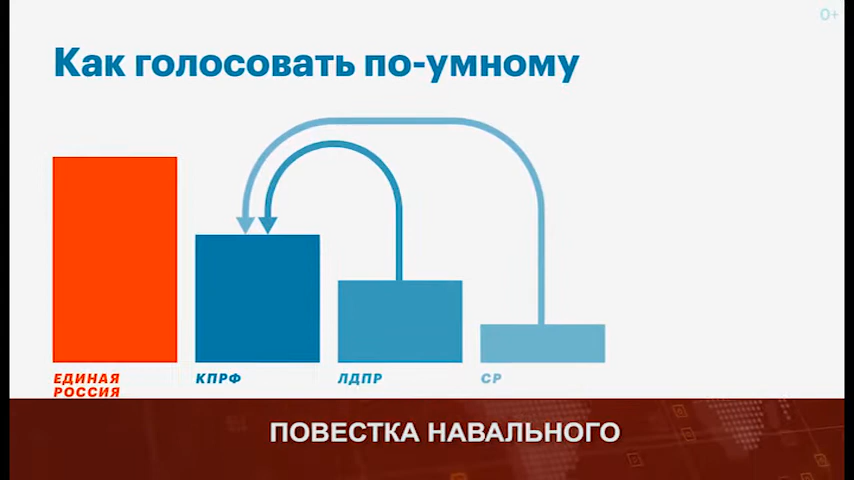 0+
Как голосовать по-умному
ЕДИНАЯ
РОССИЯ
КПРФ
ЛДПР
СР
ПОВЕСТКА НАВАЛЬНОГО